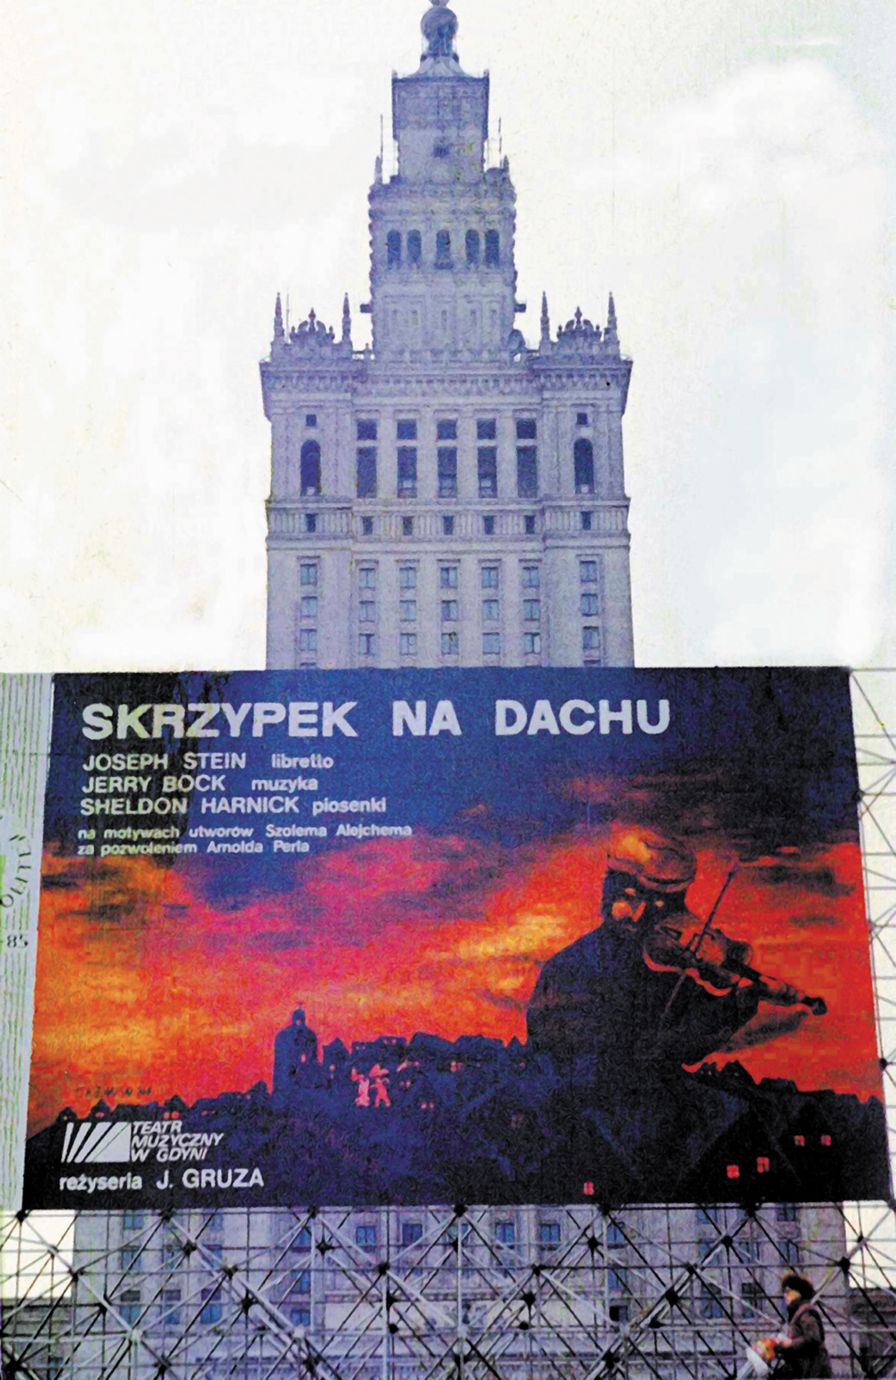 SKRZYPEK NA DACHU
JOSEPH STEIN libretto
JERRY BOCK muzyka
SHELDON HARNICK piosenki
na motywach utworów Szolema Alejchema
za pozwoleniem Arnolda Perla
85
TEATR
MUZYCZNY
W GDYNI
reżyseria J. GRUZA